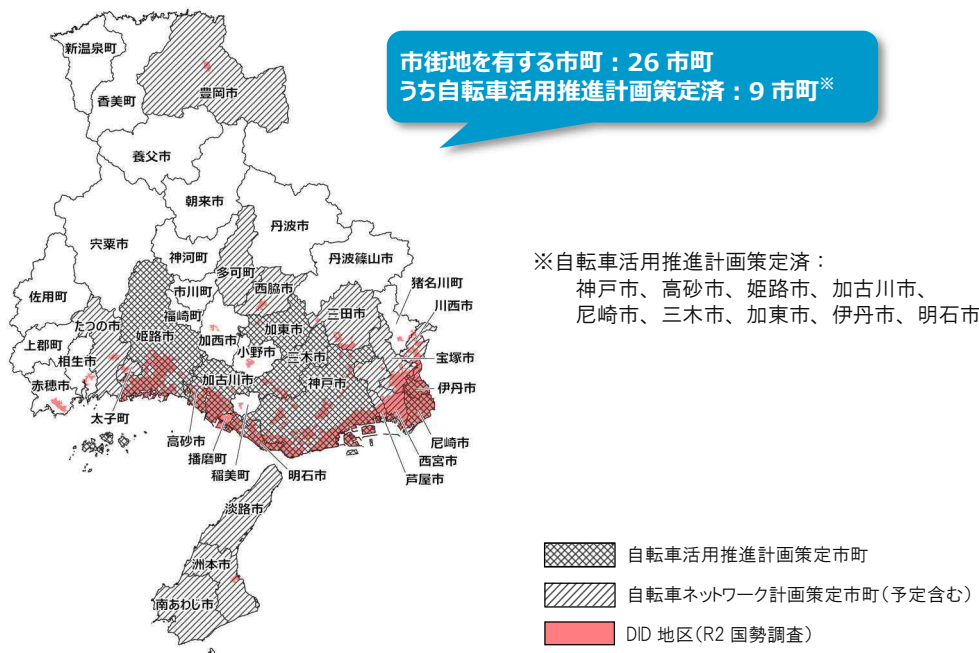 市街地を有する市町：26 市町
うち自転車活用推進計画策定済：9 市町※
※自転車活用推進計画策定済：
神戸市、高砂市、姫路市、加古川市、
尼崎市、三木市、加東市、伊丹市、明石市
新温泉町
香美町
豊岡市
養父市
朝来市
丹波市
宍粟市
神河町
多可町
丹波篠山市
猪名川町
佐用町
市川町
西脇市
川西市
たつの市
福崎町
加東市
三田市
上郡町
姫路市
加西市
相生市
小野市
三木市
宝塚市
赤穂市
加古川市
神戸市
伊丹市
太子町
高砂市
尼崎市
播磨町
西宮市
稲美町
明石市
芦屋市
淡路市
洲本市
南あわじ市
自転車活用推進計画策定市町
自転車ネットワーク計画策定市町(予定含む)
DID 地区(R2 国勢調査)